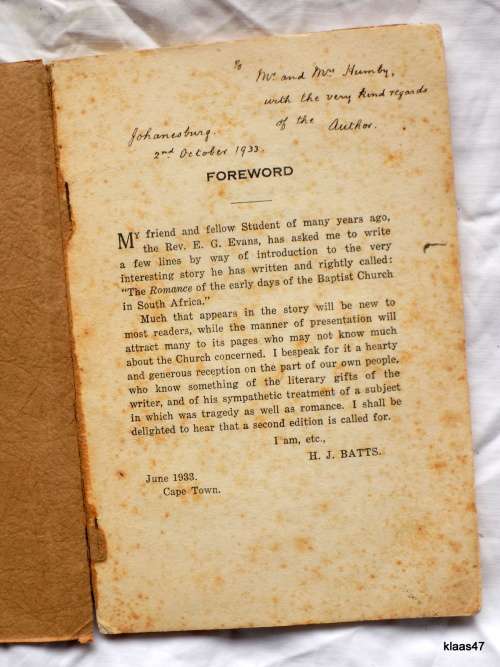 To
Mr. and Mrs Humby,
with the very kind regards
of the Author.
Johanesburg.
2nd October 1933.
FOREWORD
MY friend and fellow Student of many years ago,
the Rev. E. G. Evans, has asked me to write
a few lines by way of introduction to the very
interesting story he has written and rightly called:
"The Romance of the early days of the Baptist Church
in South Africa."
Much that appears in the story will be new to
most readers, while the manner of presentation will
attract many to its pages who may not know much
about the Church concerned. I bespeak for it a hearty
and generous reception on the part of our own people,
who know something of the literary gifts of the
writer, and of his sympathetic treatment of a subject
in which was tragedy as well as romance. I shall be
delighted to hear that a second edition is called for.
I am, etc.,
H. J. BATTS.
June 1933.
Cape Town.
klaas47